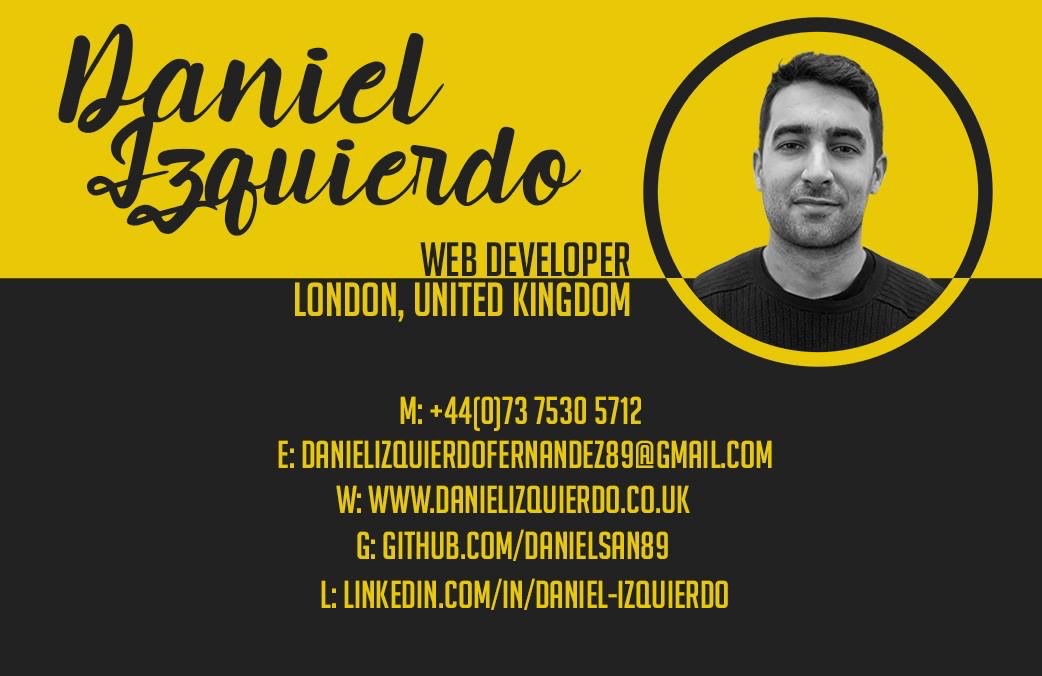 Daniel
Izquierdo
WEB DEVELOPER
LONDON, UNITED KINGDOM
M: +44(0)73 7530 5712
E: DANIELIZQUIERDOFERNANDEZ89@GMAIL.COM
W: WWW.DANIELIZQUIERDO.CO.UK
G: GITHUB.COM/DANIELSAN89
L: LINKEDIN.COM/IN/DANIEL-IZQUIERDO